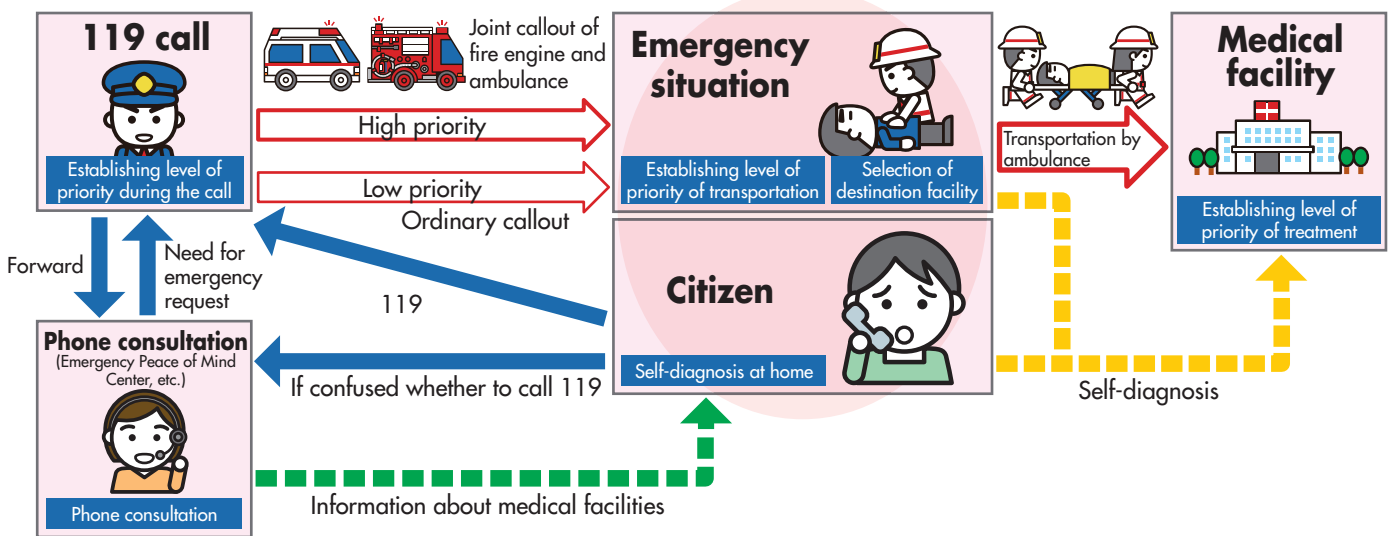 119 call
Establishing level of
priority during the call
Joint callout of
fire engine and
ambulance
High priority
Low priority
Ordinary callout
Emergency
situation
Establishing level of
priority of transportation
Selection of
destination facility
Transportation by
ambulance
Medical
facility
Establishing level of
priority of treatment
Forward
Need for
emergency
request
119
Citizen
Self-diagnosis at home
If confused whether to call 119
Self-diagnosis
Phone consultation
(Emergency Peace of Mind
Center, etc.)
Phone consultation
Information about medical facilities